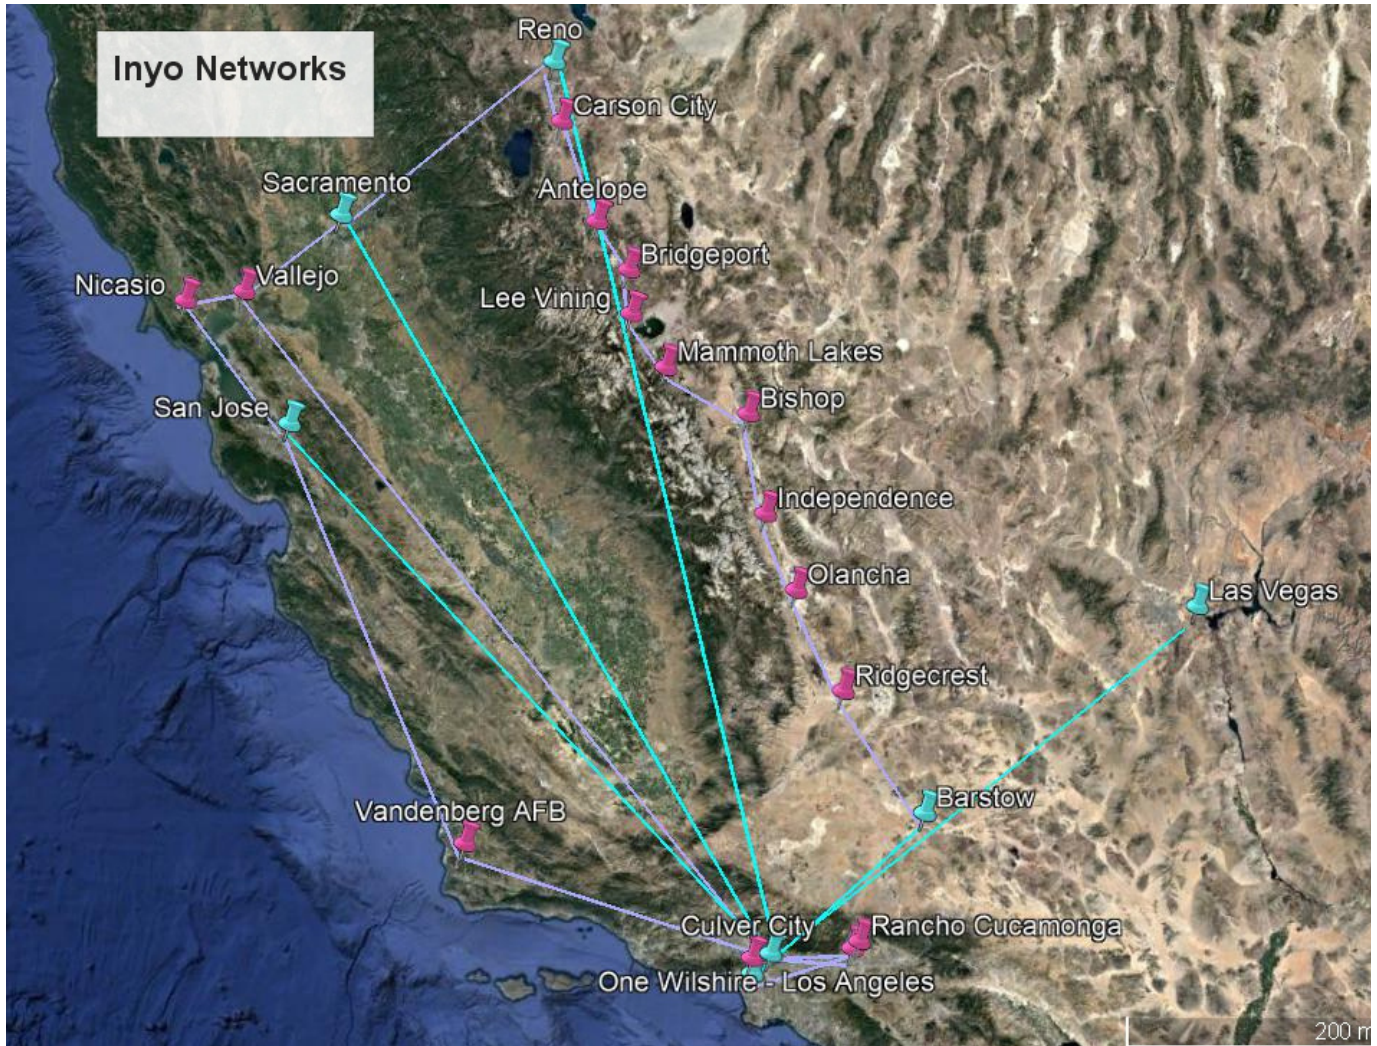 Reno
Inyo Networks
Carson City
Sacramento
Antelope
Bridgeport
Nicasio
Vallejo
Lee Vining
Mammoth Lakes
Bishop
San Jose
Independence
Olancha
Las Vegas
Ridgecrest
Barstow
Vandenberg AFB
Culver City
Rancho Cucamonga
One Wilshire - Los Angeles
200 m